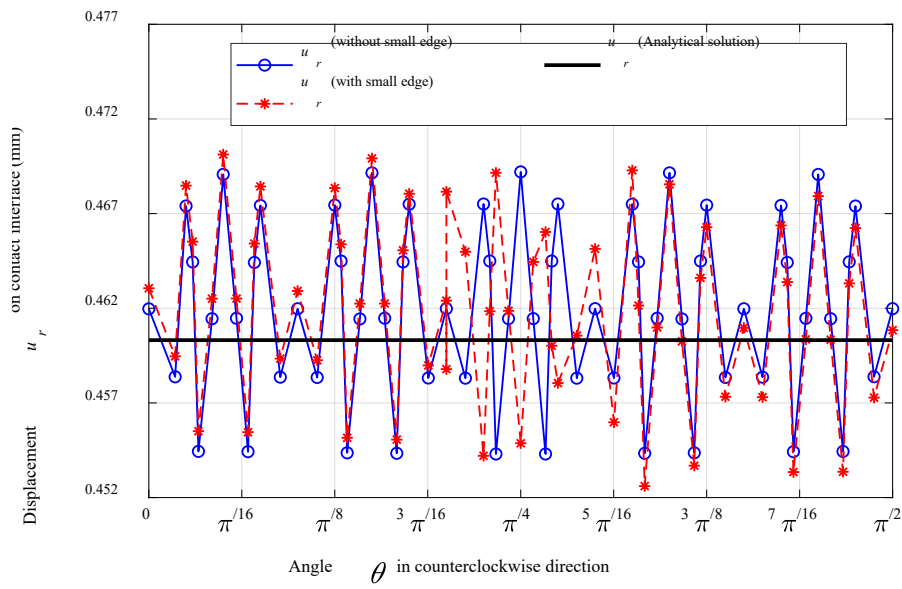 0.477
0.472
0.467
0.462
0.457
0.452
Displacement u r on contact interface (mm)
u r (without small edge)
u r (with small edge)
u r (Analytical solution)
0 π/16 π/8 3 π/16 π/4 5 π/16 3 π/8 7 π/16 π/2
Angle θ in counterclockwise direction